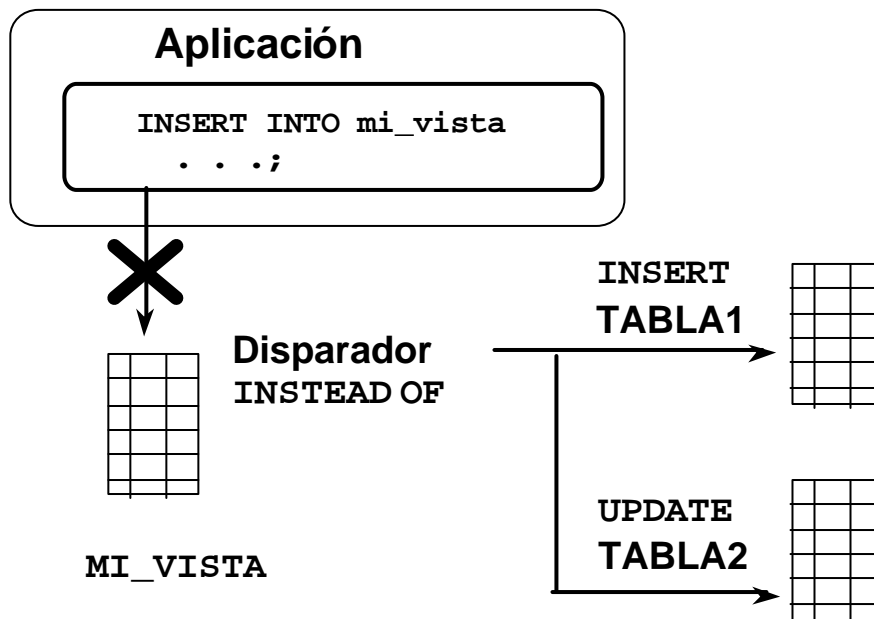 Aplicación
INSERT INTO mi_vista
. . .;
INSERT
TABLA1
Disparador
INSTEAD OF
UPDATE
TABLA2
MI_VISTA